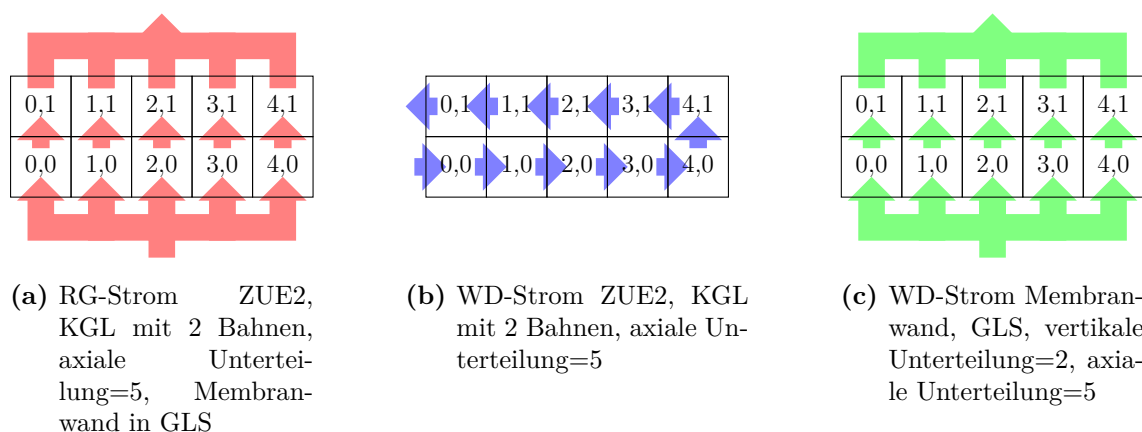 0,1 1,1 2,1 3,1 4,1
0,0 1,0 2,0 3,0 4,0
(a) RG-Strom ZUE2,
KGL mit 2 Bahnen,
axiale Untertei-
lung=5, Membran-
wand in GLS
0,1 1,1 2,1 3,1 4,1
0,0 1,0 2,0 3,0 4,0
(b) WD-Strom ZUE2, KGL
mit 2 Bahnen, axiale Un-
terteilung=5
0,1 1,1 2,1 3,1 4,1
0,0 1,0 2,0 3,0 4,0
(c) WD-Strom Membran-
wand, GLS, vertikale
Unterteilung=2, axia-
le Unterteilung=5